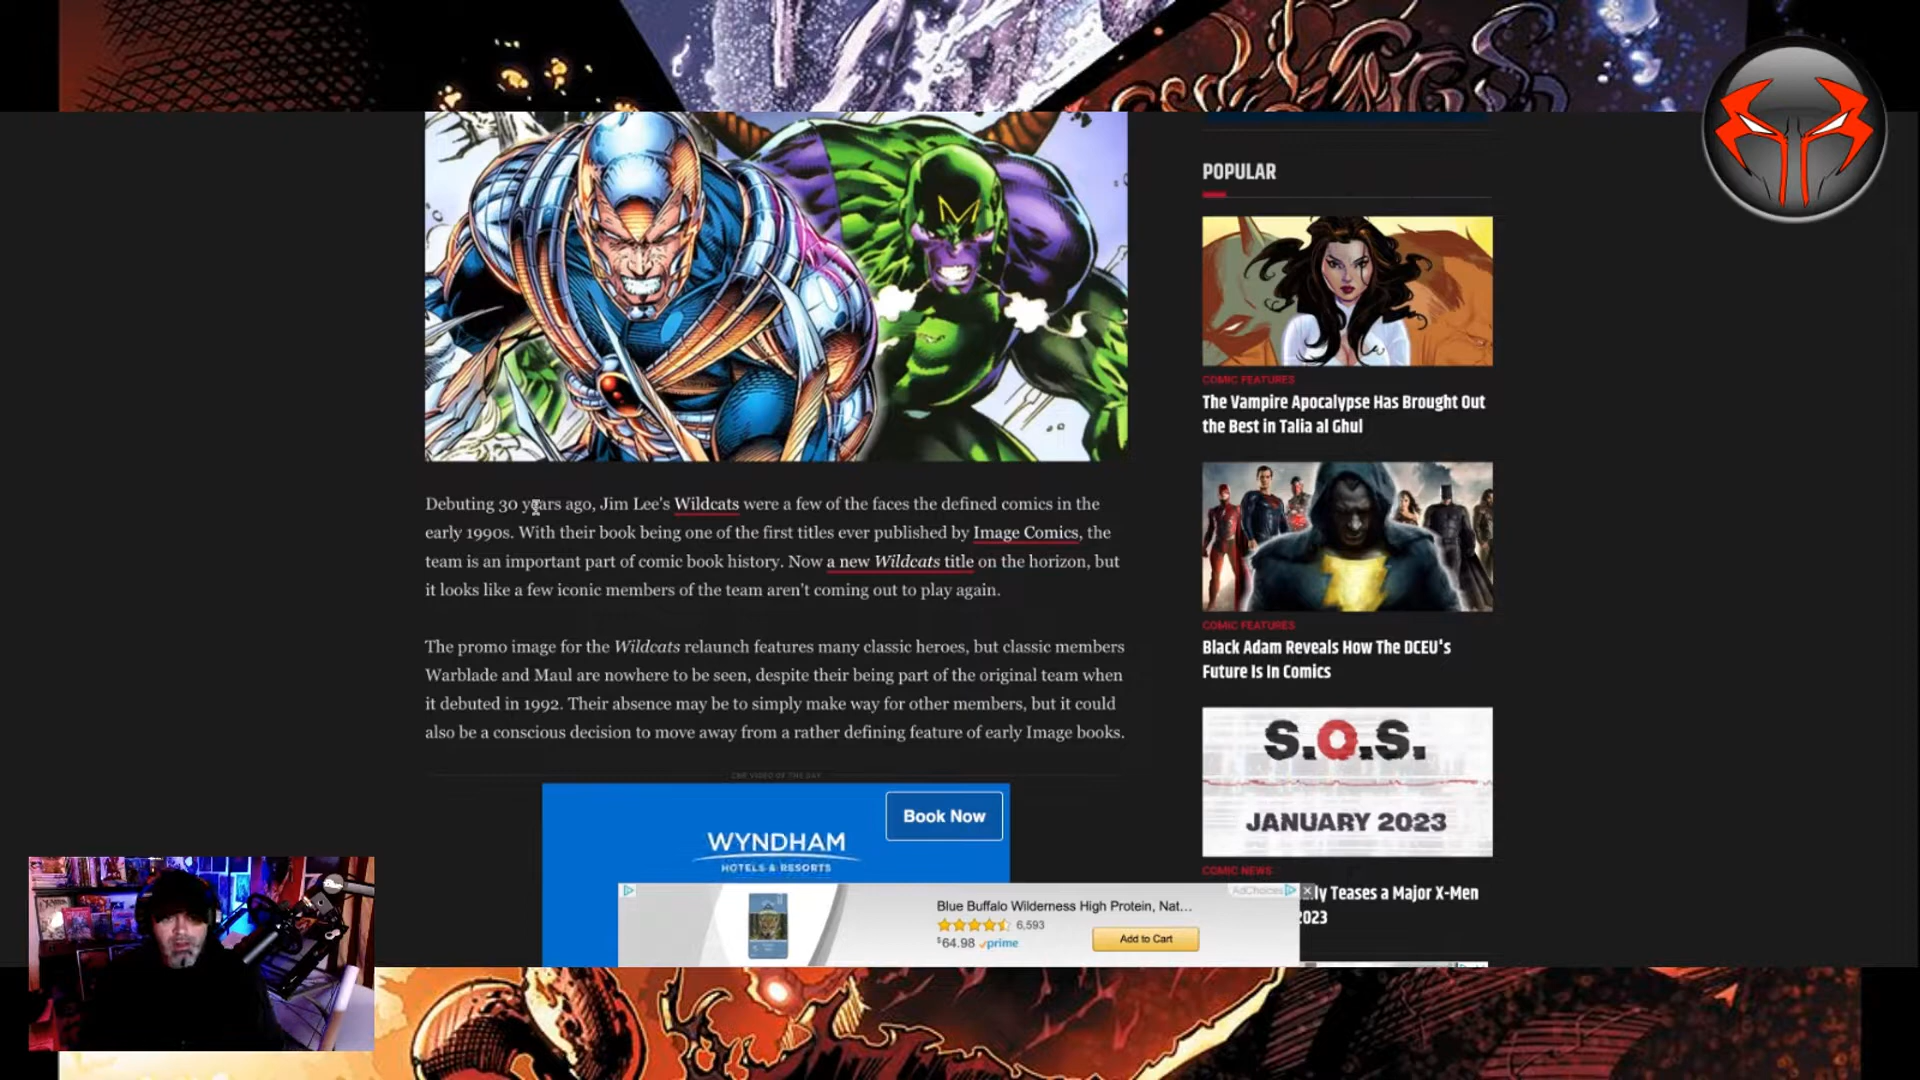 POPULAR
COMIC FEATURES
The Vampire Apocalypse Has Brought Out
the Best in Talia al Ghul
COMIC FEATURES
Black Adam Reveals How The DCEU's
Future Is In Comics
S.O.S.
JANUARY 2023
COMIC NEWS
ly Teases a Major X-Men
2023
Debuting 30 years ago, Jim Lee's Wildcats were a few of the faces the defined comics in the
early 1990s. With their book being one of the first titles ever published by Image Comics, the
team is an important part of comic book history. Now a new Wildcats title on the horizon, but
it looks like a few iconic members of the team aren't coming out to play again.
The promo image for the Wildcats relaunch features many classic heroes, but classic members
Warblade and Maul are nowhere to be seen, despite their being part of the original team when
it debuted in 1992. Their absence may be to simply make way for other members, but it could
also be a conscious decision to move away from a rather defining feature of early Image books.
CBR VIDEO OF THE DAY
Book Now
WYNDHAM
HOTELS & RESORTS
AdChoices
Blue Buffalo Wilderness High Protein, Nat...
6,593
$64.98 prime
Add to Cart